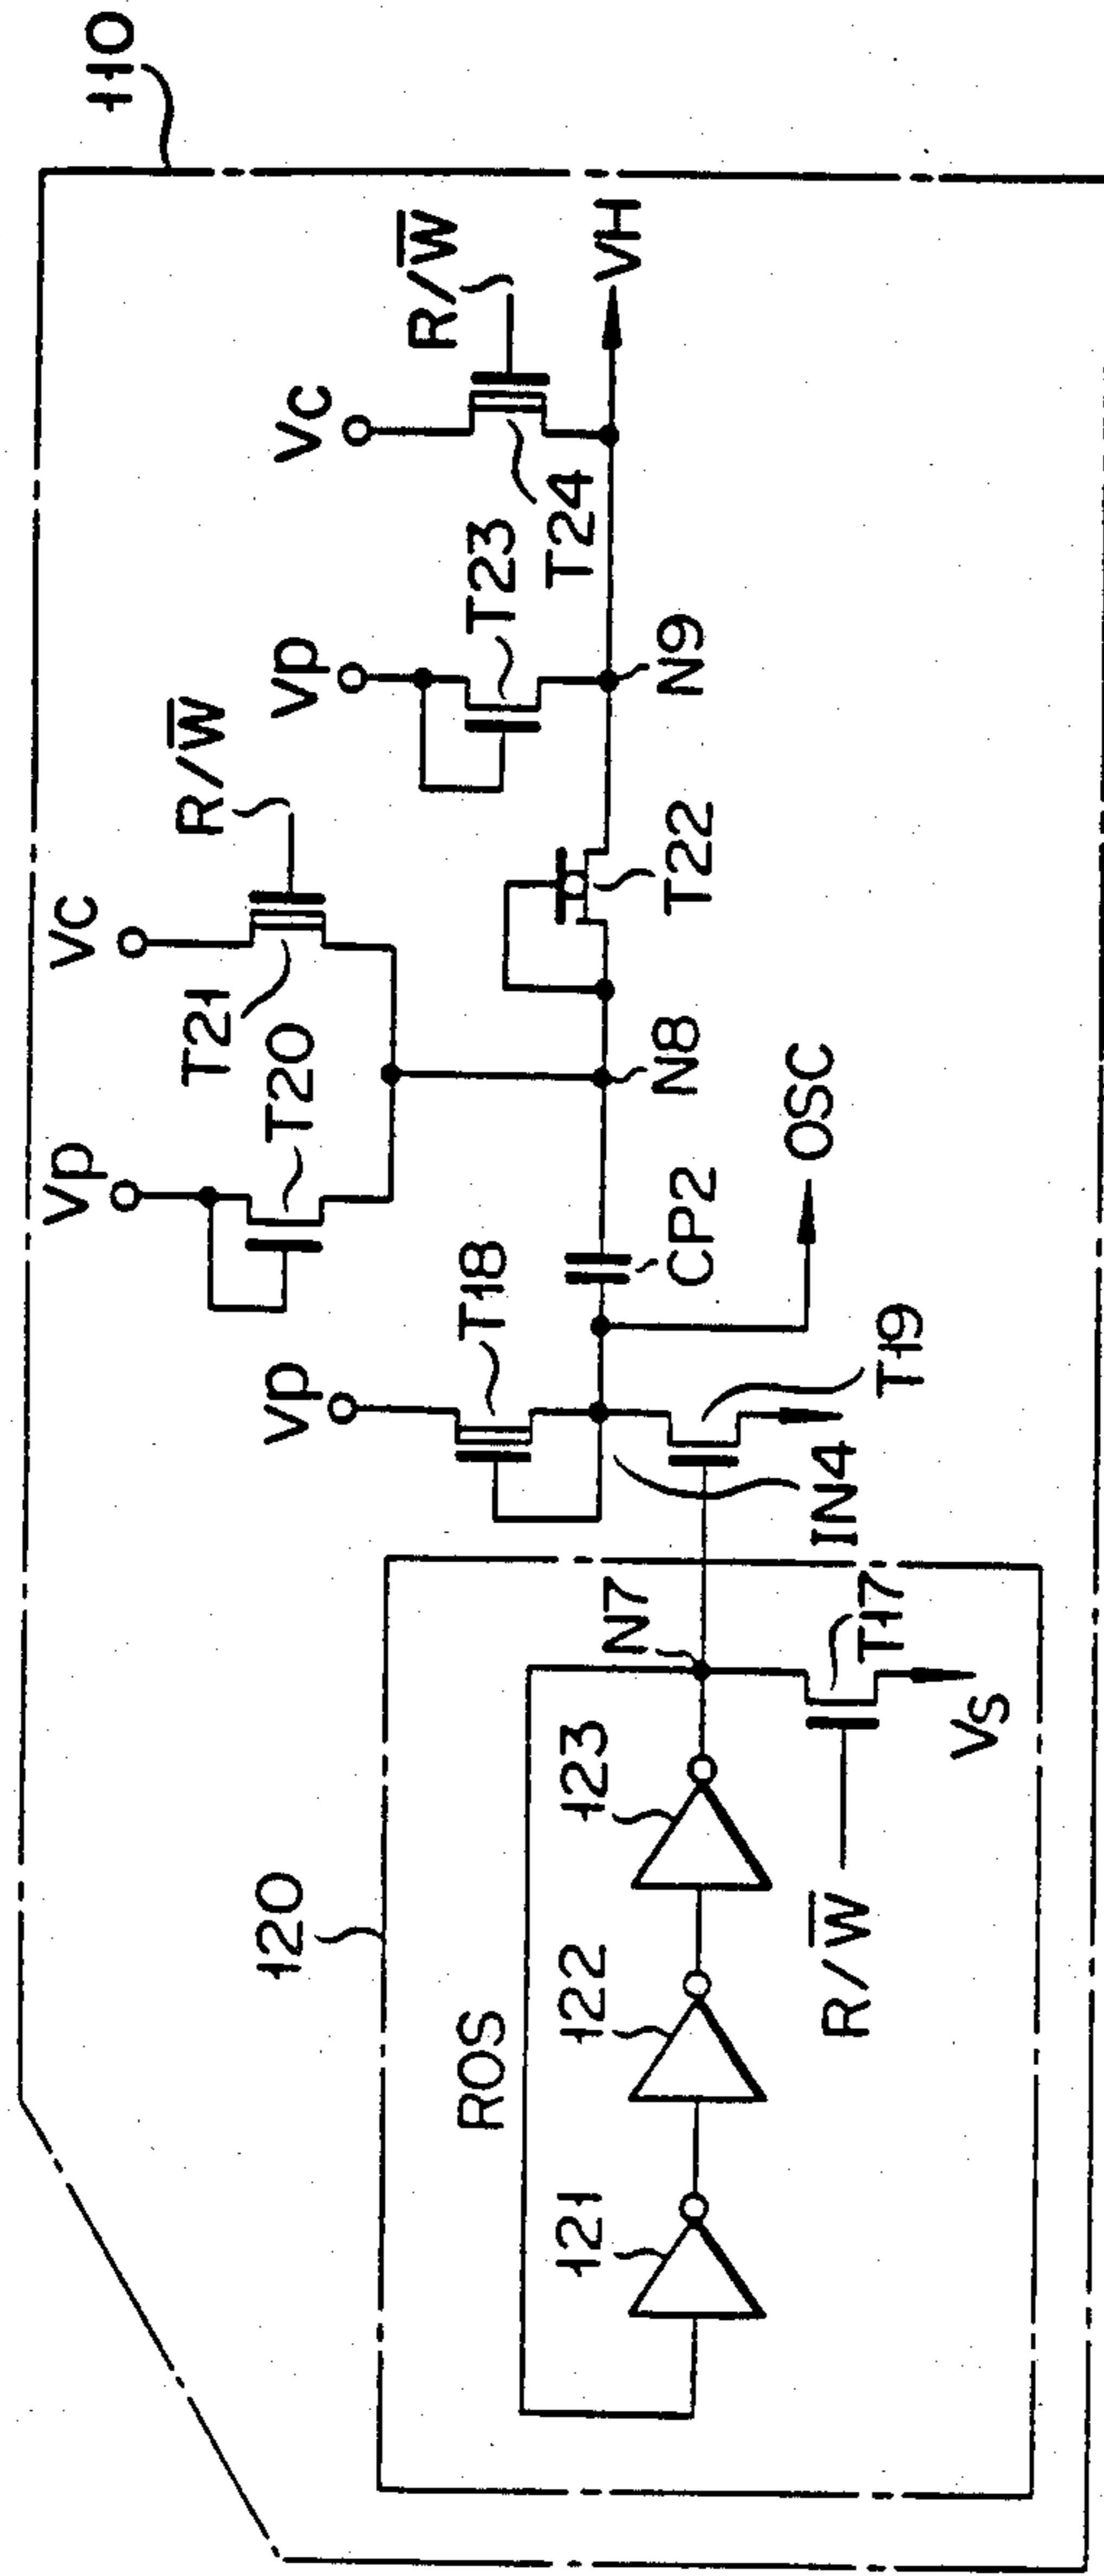 110
Vp
Vc
R/W̅
Vp
Vc
R/W̅
Vp
T21
T20
T23
T24
T18
VH
N9
T22
N8
CP2
OSC
T19
IN4
120
ROS
N7
121
122
123
T17
R/W̅
Vs